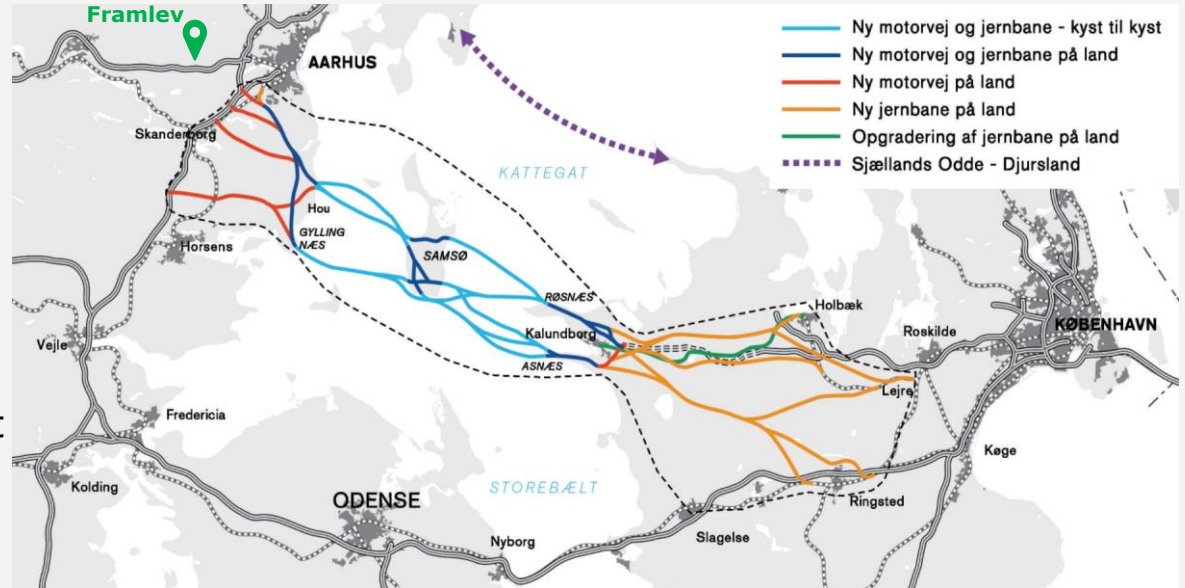 Framlev
AARHUS
Ny motorvej og jernbane - kyst til kyst
Ny motorvej og jernbane på land
Ny motorvej på land
Ny jernbane på land
Opgradering af jernbane på land
Sjællands Odde - Djursland
Skanderborg
KATTEGAT
Hou
GYLLING
NÆS
Horsens
SAMSØ
RØSNÆS
Kalundborg
ASNÆS
Holbæk
Roskilde
KØBENHAVN
Lejre
Vejle
Fredericia
Kolding
ODENSE
STOREBÆLT
Nyborg
Slagelse
Ringsted
Køge
t